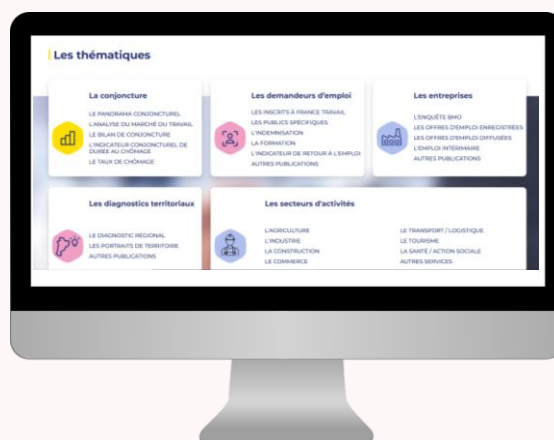 Les thématiques
La conjoncture
LE PANORAMA CONJONCTUREL
L'ANALYSE DU MARCHÉ DU TRAVAIL
LE BILAN DE CONJONCTURE
L'INDICATEUR CONJONCTUREL DE
DURÉE AU CHÔMAGE
LE TAUX DE CHÔMAGE
Les demandeurs d'emploi
LES INSCRITS À FRANCE TRAVAIL
LES PUBLICS SPÉCIFIQUES
L'INDEMNISATION
LA FORMATION
L'INDICATEUR DE RETOUR À L'EMPLOI
AUTRES PUBLICATIONS
Les entreprises
L'ENQUÊTE BMO
LES OFFRES D'EMPLOI ENREGISTRÉES
LES OFFRES D'EMPLOI DIFFUSÉES
L'EMPLOI INTÉRIMAIRE
AUTRES PUBLICATIONS
Les diagnostics territoriaux
LE DIAGNOSTIC RÉGIONAL
LES PORTRAITS DE TERRITOIRE
AUTRES PUBLICATIONS
Les secteurs d'activités
L'AGRICULTURE
L'INDUSTRIE
LA CONSTRUCTION
LE COMMERCE
LE TRANSPORT / LOGISTIQUE
LE TOURISME
LA SANTÉ / ACTION SOCIALE
AUTRES SERVICES